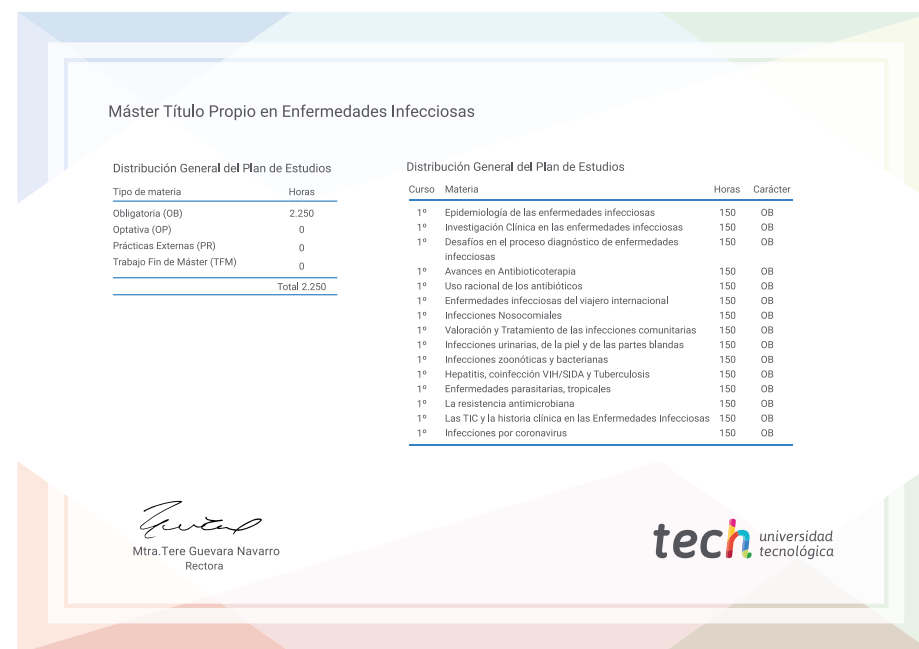 Máster Título Propio en Enfermedades Infecciosas
Distribución General del Plan de Estudios
Tipo de materia Horas
Obligatoria (OB) 2.250
Optativa (OP) 0
Prácticas Externas (PR) 0
Trabajo Fin de Máster (TFM) 0
Total 2.250
Distribución General del Plan de Estudios
Curso Materia Horas Carácter
1º Epidemiología de las enfermedades infecciosas 150 OB
1º Investigación Clínica en las enfermedades infecciosas 150 OB
1º Desafíos en el proceso diagnóstico de enfermedades 150 OB
infecciosas
1º Avances en Antibioticoterapia 150 OB
1º Uso racional de los antibióticos 150 OB
1º Enfermedades infecciosas del viajero internacional 150 OB
1º Infecciones Nosocomiales 150 OB
1º Valoración y Tratamiento de las infecciones comunitarias 150 OB
1º Infecciones urinarias, de la piel y de las partes blandas 150 OB
1º Infecciones zoonóticas y bacterianas 150 OB
1º Hepatitis, coinfección VIH/SIDA y Tuberculosis 150 OB
1º Enfermedades parasitarias, tropicales 150 OB
1º La resistencia antimicrobiana 150 OB
1º Las TIC y la historia clínica en las Enfermedades Infecciosas 150 OB
1º Infecciones por coronavirus 150 OB
Mtra.Tere Guevara Navarro
Rectora
tech universidad
tecnológica